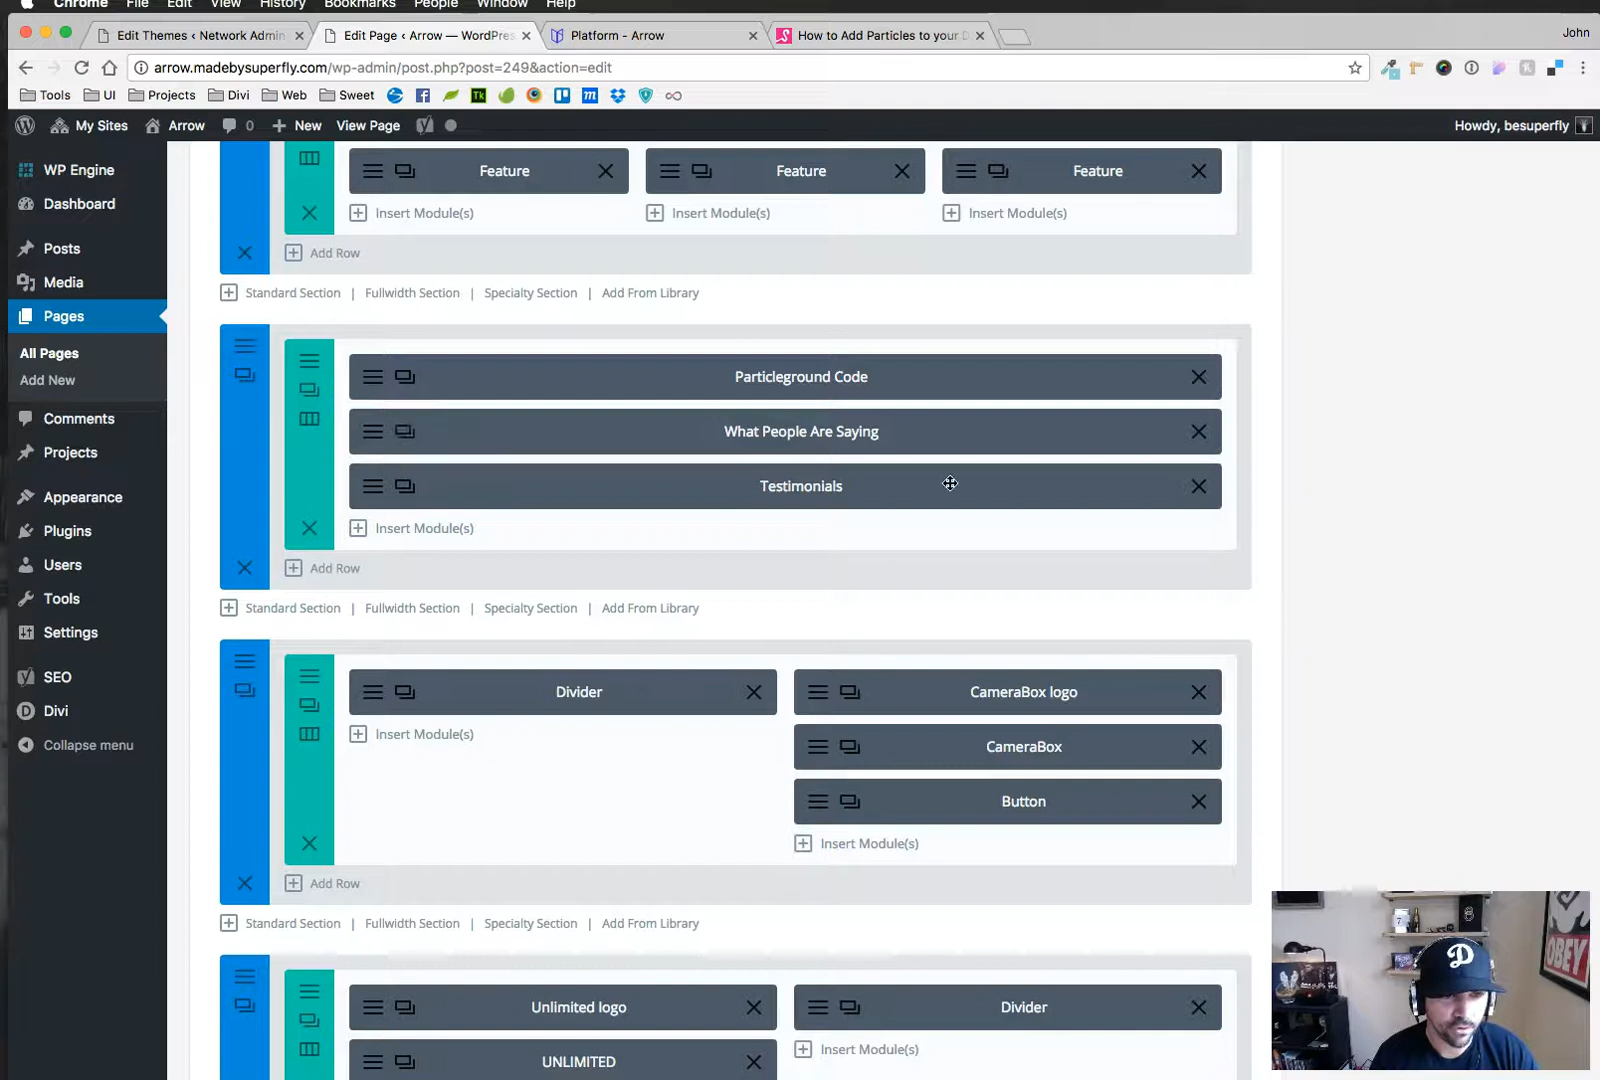 Chrome File Edit View History Bookmarks People Window Help
Edit Themes ‹ Network Admin
Edit Page ‹ Arrow — WordPres
Platform - Arrow
How to Add Particles to your D
John
arrow.madebysuperfly.com/wp-admin/post.php?post=249&action=edit
Tools UI Projects Divi Web Sweet Tk m
My Sites Arrow 0 New View Page Howdy, besuperfly
WP Engine
Dashboard
Posts
Media
Pages
All Pages
Add New
Comments
Projects
Appearance
Plugins
Users
Tools
Settings
SEO
Divi
Collapse menu
Feature Feature Feature
Insert Module(s) Insert Module(s) Insert Module(s)
Add Row
Standard Section | Fullwidth Section | Specialty Section | Add From Library
Particleground Code
What People Are Saying
Testimonials
Insert Module(s)
Add Row
Standard Section | Fullwidth Section | Specialty Section | Add From Library
Divider CameraBox logo
Insert Module(s) CameraBox
Button
Insert Module(s)
Add Row
Standard Section | Fullwidth Section | Specialty Section | Add From Library
Unlimited logo Divider
UNLIMITED Insert Module(s)
7
OBEY
D